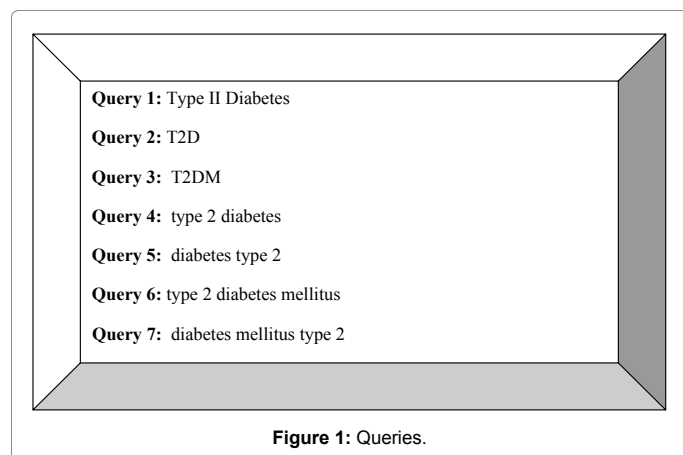 Query 1: Type II Diabetes
Query 2: T2D
Query 3: T2DM
Query 4: type 2 diabetes
Query 5: diabetes type 2
Query 6: type 2 diabetes mellitus
Query 7: diabetes mellitus type 2
Figure 1: Queries.